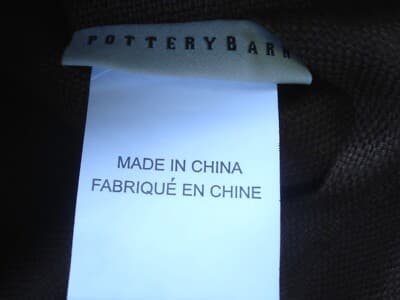 POTTERYBARN
MADE IN CHINA
FABRIQUÉ EN CHINE